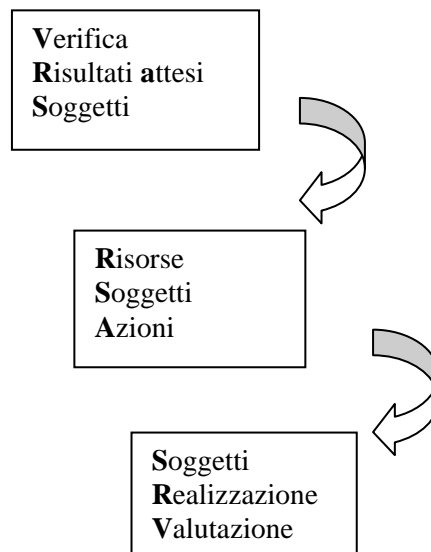 Verifica
Risultati attesi
Soggetti
Risorse
Soggetti
Azioni
Soggetti
Realizzazione
Valutazione